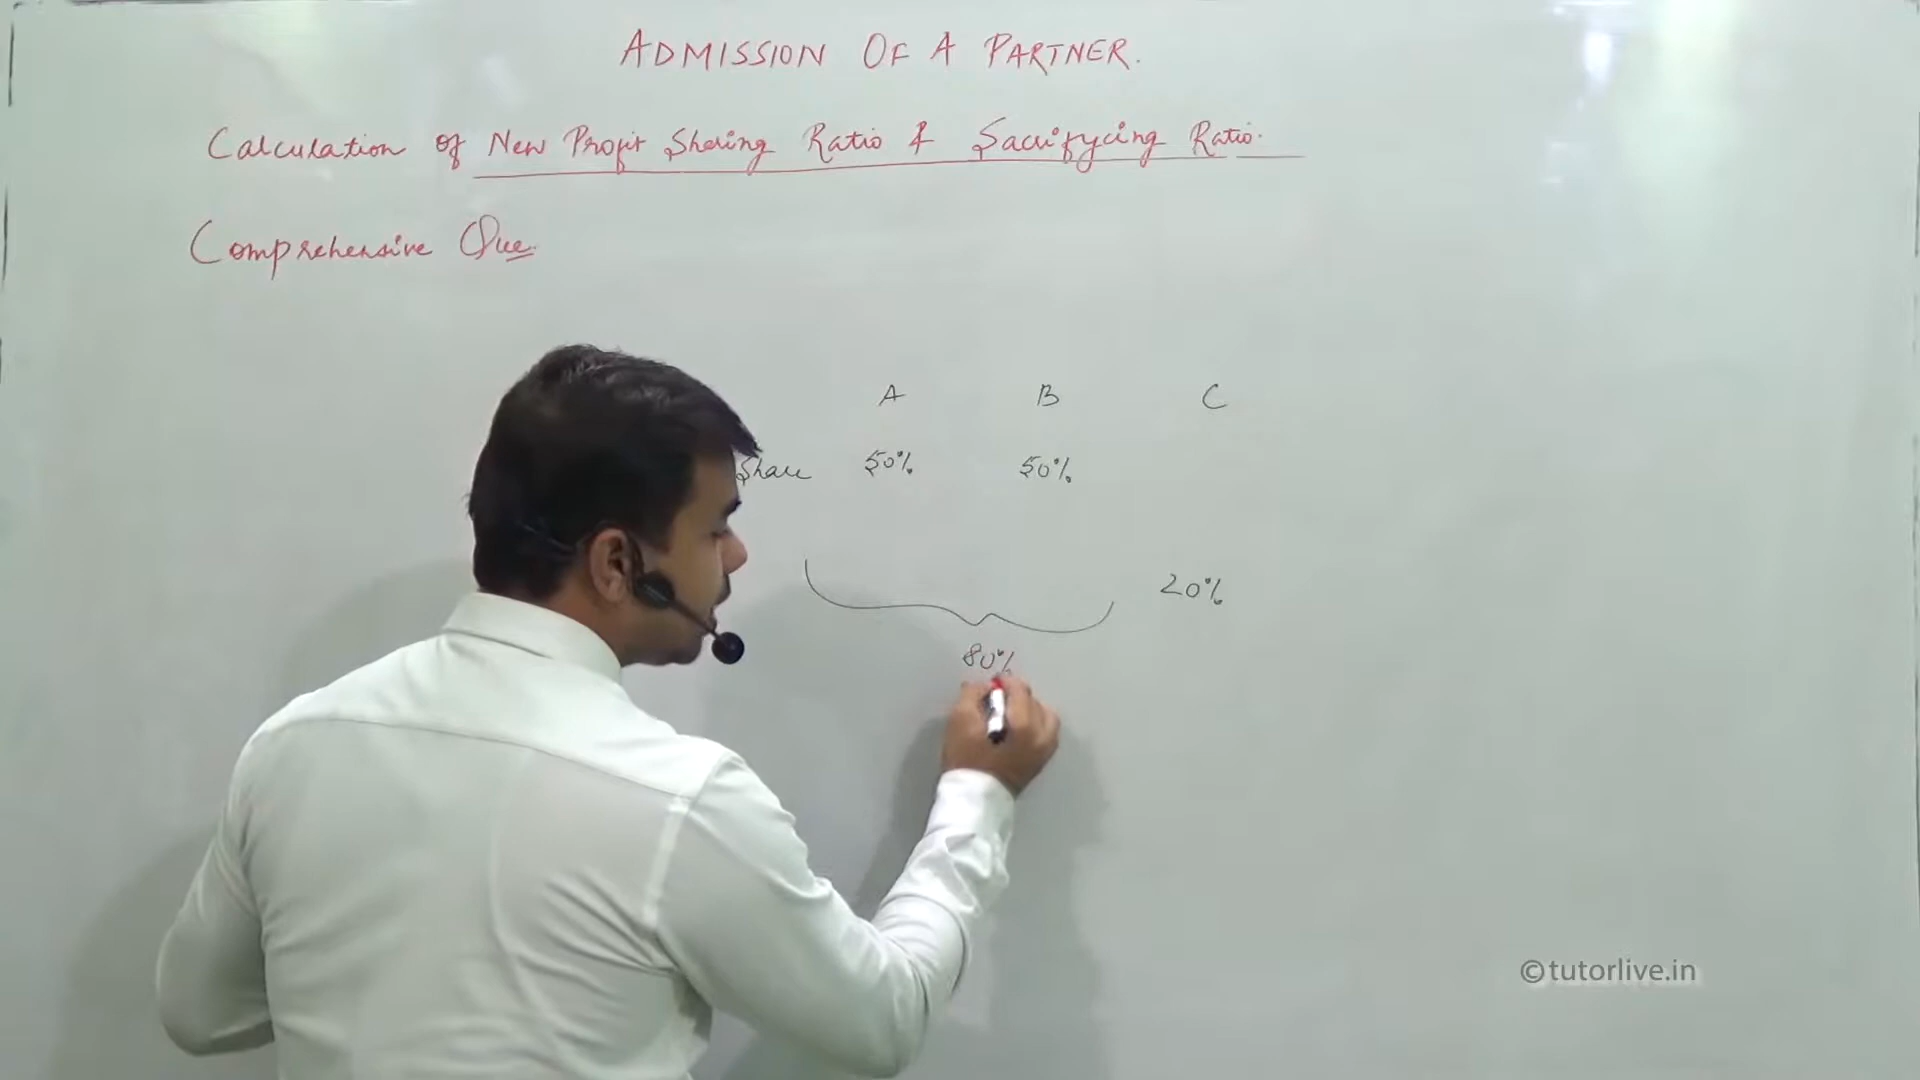 ADMISSION OF A PARTNER.
Calculation of New Profit Sharing Ratio & Sacrifycing Ratio.
Comprehensive Que.
A B C
Share 50% 50%
20%
80%
©tutorlive.in